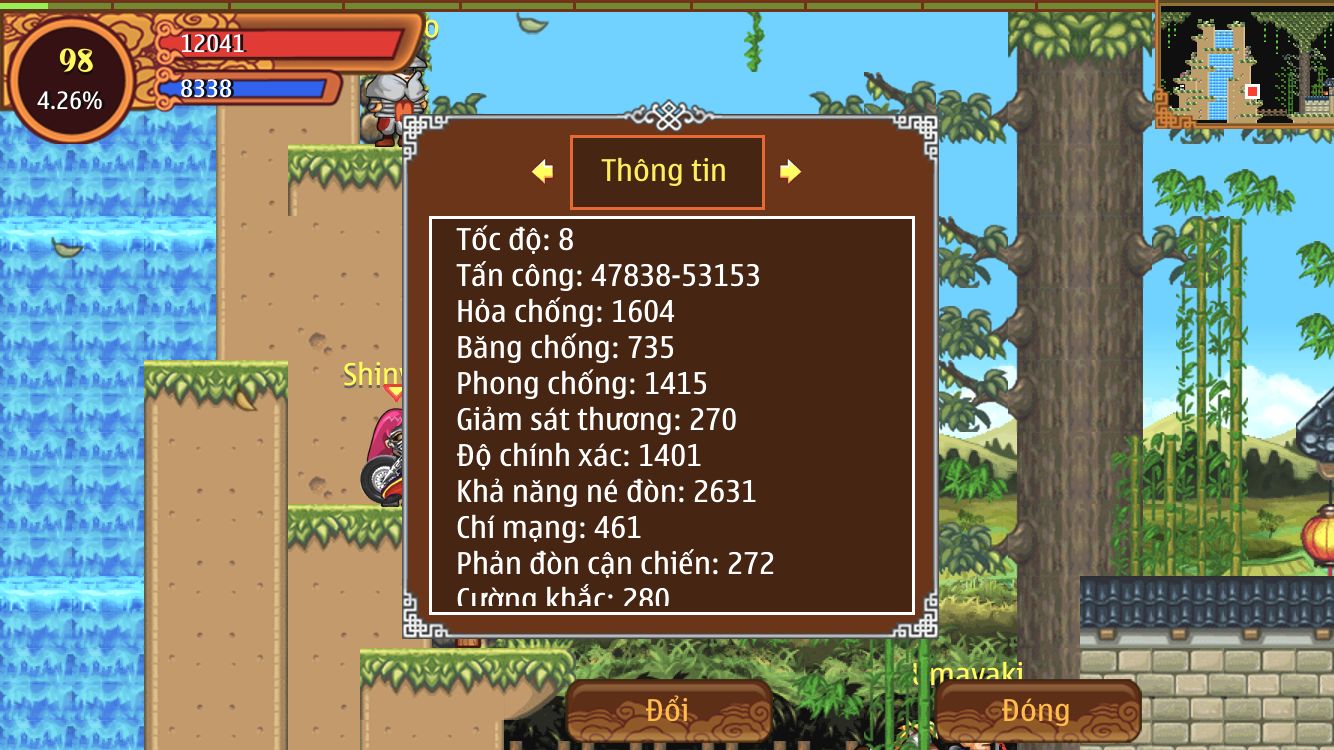 98
4.26%
12041
8338
Thông tin
Tốc độ: 8
Tấn công: 47838-53153
Hỏa chống: 1604
Băng chống: 735
Phong chống: 1415
Giảm sát thương: 270
Độ chính xác: 1401
Khả năng né đòn: 2631
Chí mạng: 461
Phản đòn cận chiến: 272
Cường khắc: 280
Đổi
Đóng